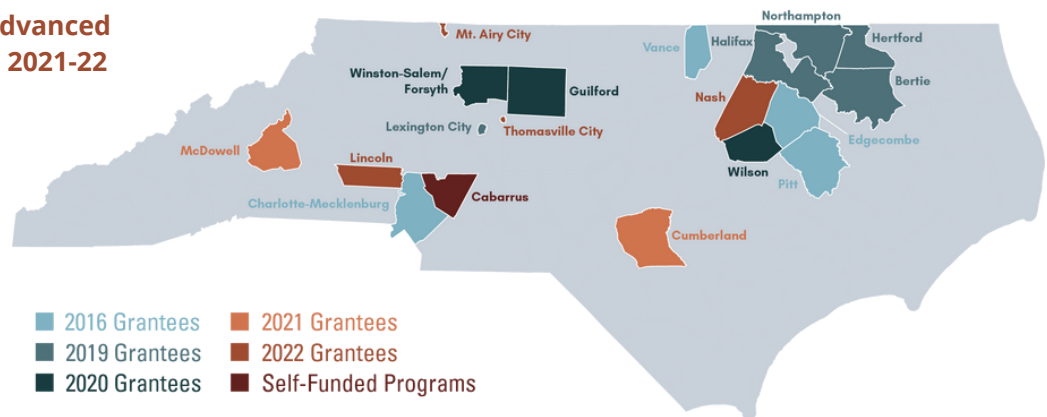 dvanced
2021-22
Northampton
Mt. Airy City
Vance
Halifax
Hertford
Winston-Salem/
Forsyth
Guilford
Bertie
Nash
Lexington City
Thomasville City
Edgecombe
McDowell
Lincoln
Wilson
Pitt
Charlotte-Mecklenburg
Cabarrus
Cumberland
2016 Grantees
2021 Grantees
2019 Grantees
2022 Grantees
2020 Grantees
Self-Funded Programs